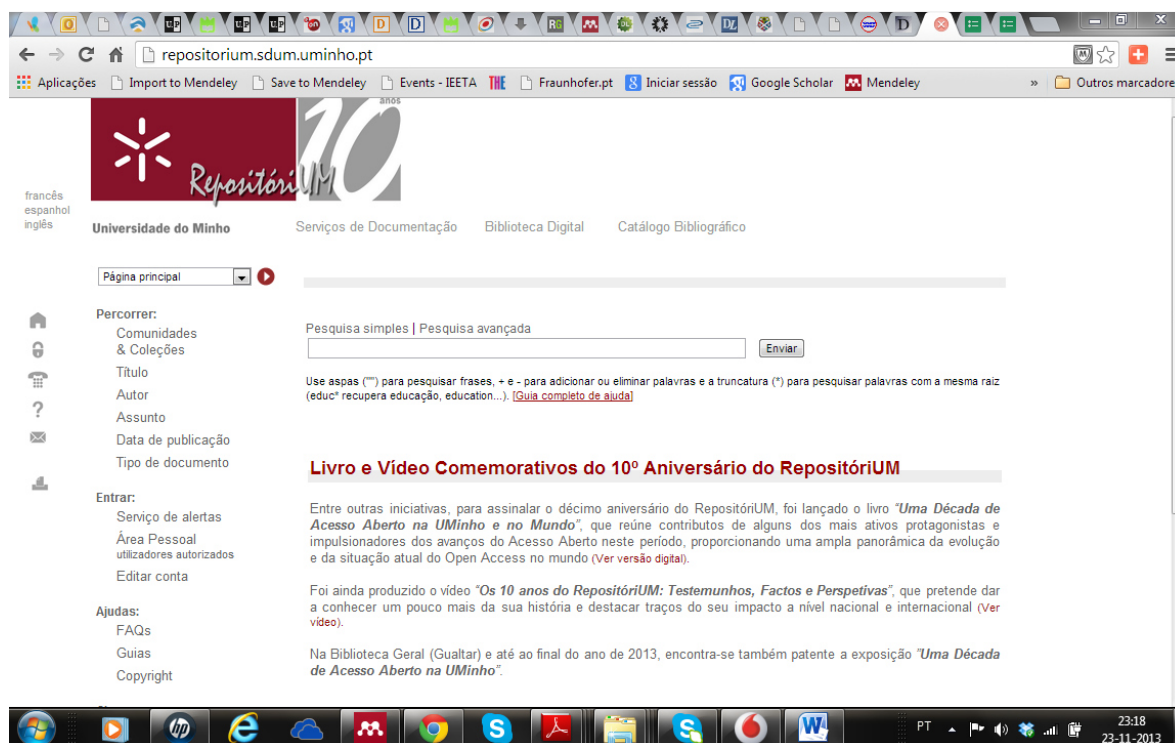 repositorium.sdum.uminho.pt
Aplicações Import to Mendeley Save to Mendeley Events - IEETA THE Fraunhofer.pt Iniciar sessão Google Scholar Mendeley » Outros marcadore
anos
10
RepositóriUM
francês
espanhol
inglês
Universidade do Minho Serviços de Documentação Biblioteca Digital Catálogo Bibliográfico
Página principal
Percorrer:
Comunidades
& Coleções
Título
Autor
Assunto
Data de publicação
Tipo de documento
Entrar:
Serviço de alertas
Área Pessoal
utilizadores autorizados
Editar conta
Ajudas:
FAQs
Guias
Copyright
Pesquisa simples | Pesquisa avançada
Enviar
Use aspas ("") para pesquisar frases, + e - para adicionar ou eliminar palavras e a truncatura (*) para pesquisar palavras com a mesma raiz
(educ* recupera educação, education...). [Guia completo de ajuda]
Livro e Vídeo Comemorativos do 10º Aniversário do RepositóriUM
Entre outras iniciativas, para assinalar o décimo aniversário do RepositóriUM, foi lançado o livro "Uma Década de
Acesso Aberto na UMinho e no Mundo", que reúne contributos de alguns dos mais ativos protagonistas e
impulsionadores dos avanços do Acesso Aberto neste período, proporcionando uma ampla panorâmica da evolução
e da situação atual do Open Access no mundo (Ver versão digital).
Foi ainda produzido o vídeo "Os 10 anos do RepositóriUM: Testemunhos, Factos e Perspetivas", que pretende dar
a conhecer um pouco mais da sua história e destacar traços do seu impacto a nível nacional e internacional (Ver
vídeo).
Na Biblioteca Geral (Gualtar) e até ao final do ano de 2013, encontra-se também patente a exposição "Uma Década
de Acesso Aberto na UMinho".
PT 23:18
23-11-2013